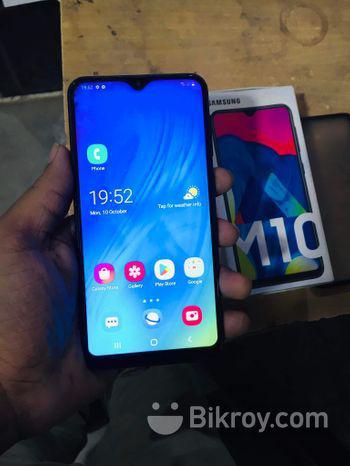 19:52
SAMSUNG
Phone
19:52
Mon, 10 October
Tap for weather info
M10
Galaxy Store
Gallery
Play Store
Google
Bikroy.com